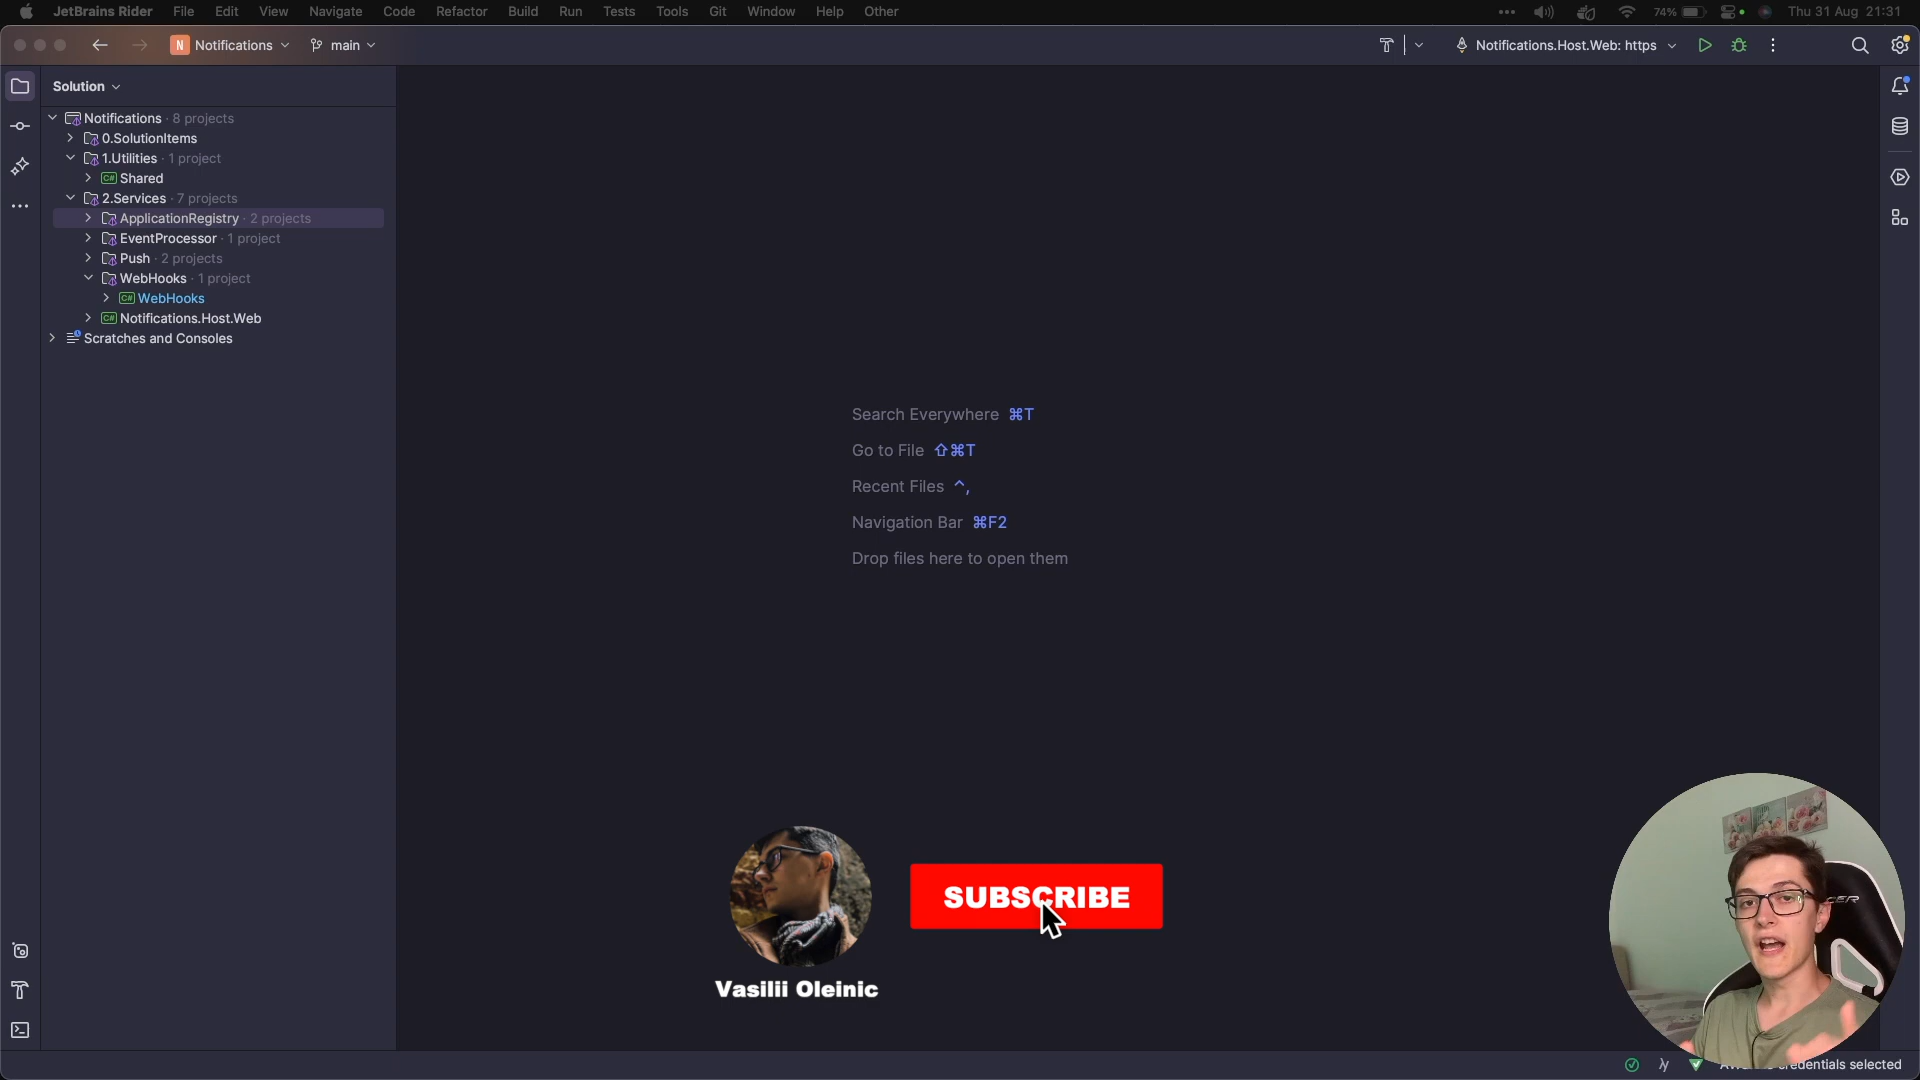 JetBrains Rider File Edit View Navigate Code Refactor Build Run Tests Tools Git Window Help Other 74% Thu 31 Aug 21:31
N Notifications main Notifications.Host.Web: https
Solution
Notifications · 8 projects
0.SolutionItems
1.Utilities · 1 project
C# Shared
2.Services · 7 projects
ApplicationRegistry · 2 projects
EventProcessor · 1 project
Push · 2 projects
WebHooks · 1 project
C# WebHooks
C# Notifications.Host.Web
Scratches and Consoles
Search Everywhere ⌘T
Go to File ⇧⌘T
Recent Files ⌃,
Navigation Bar ⌘F2
Drop files here to open them
SUBSCRIBE
Vasilii Oleinic
credentials selected